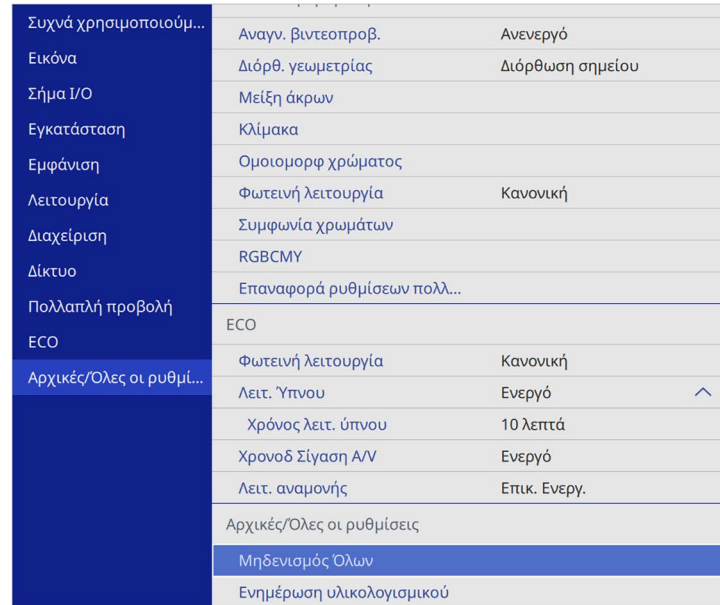 Συχνά χρησιμοποιούμ...
Εικόνα
Σήμα I/O
Εγκατάσταση
Εμφάνιση
Λειτουργία
Διαχείριση
Δίκτυο
Πολλαπλή προβολή
ECO
Αρχικές/Όλες οι ρυθμί...
Αναγν. βιντεοπροβ. Ανενεργό
Διόρθ. γεωμετρίας Διόρθωση σημείου
Μείξη άκρων
Κλίμακα
Ομοιομορφ χρώματος
Φωτεινή λειτουργία Κανονική
Συμφωνία χρωμάτων
RGBCMY
Επαναφορά ρυθμίσεων πολλ...
ECO
Φωτεινή λειτουργία Κανονική
Λειτ. Ύπνου Ενεργό
Χρόνος λειτ. ύπνου 10 λεπτά
Χρονοδ Σίγαση A/V Ενεργό
Λειτ. αναμονής Επικ. Ενεργ.
Αρχικές/Όλες οι ρυθμίσεις
Μηδενισμός Όλων
Ενημέρωση υλικολογισμικού